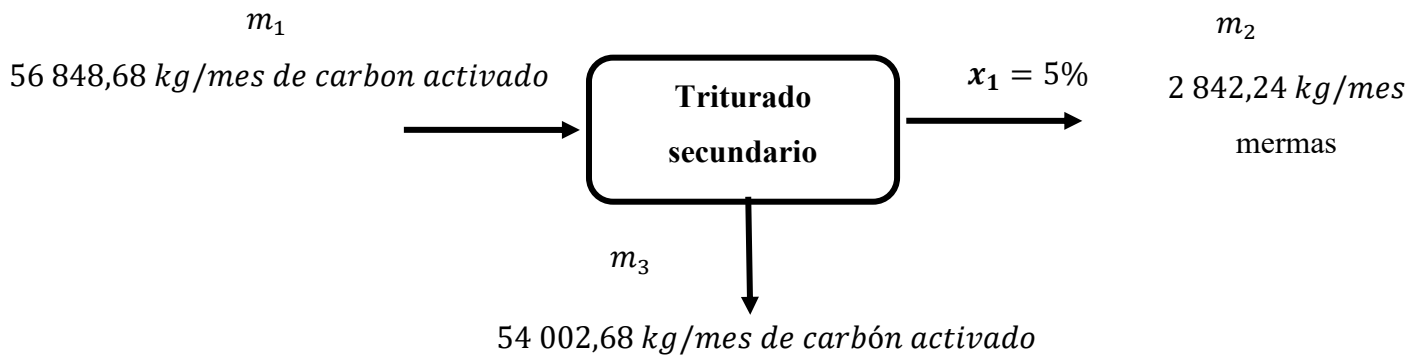 m₁
56 848,68 kg/mes de carbon activado
Triturado
secundario
x₁ = 5%
m₂
2 842,24 kg/mes
mermas
m₃
54 002,68 kg/mes de carbón activado